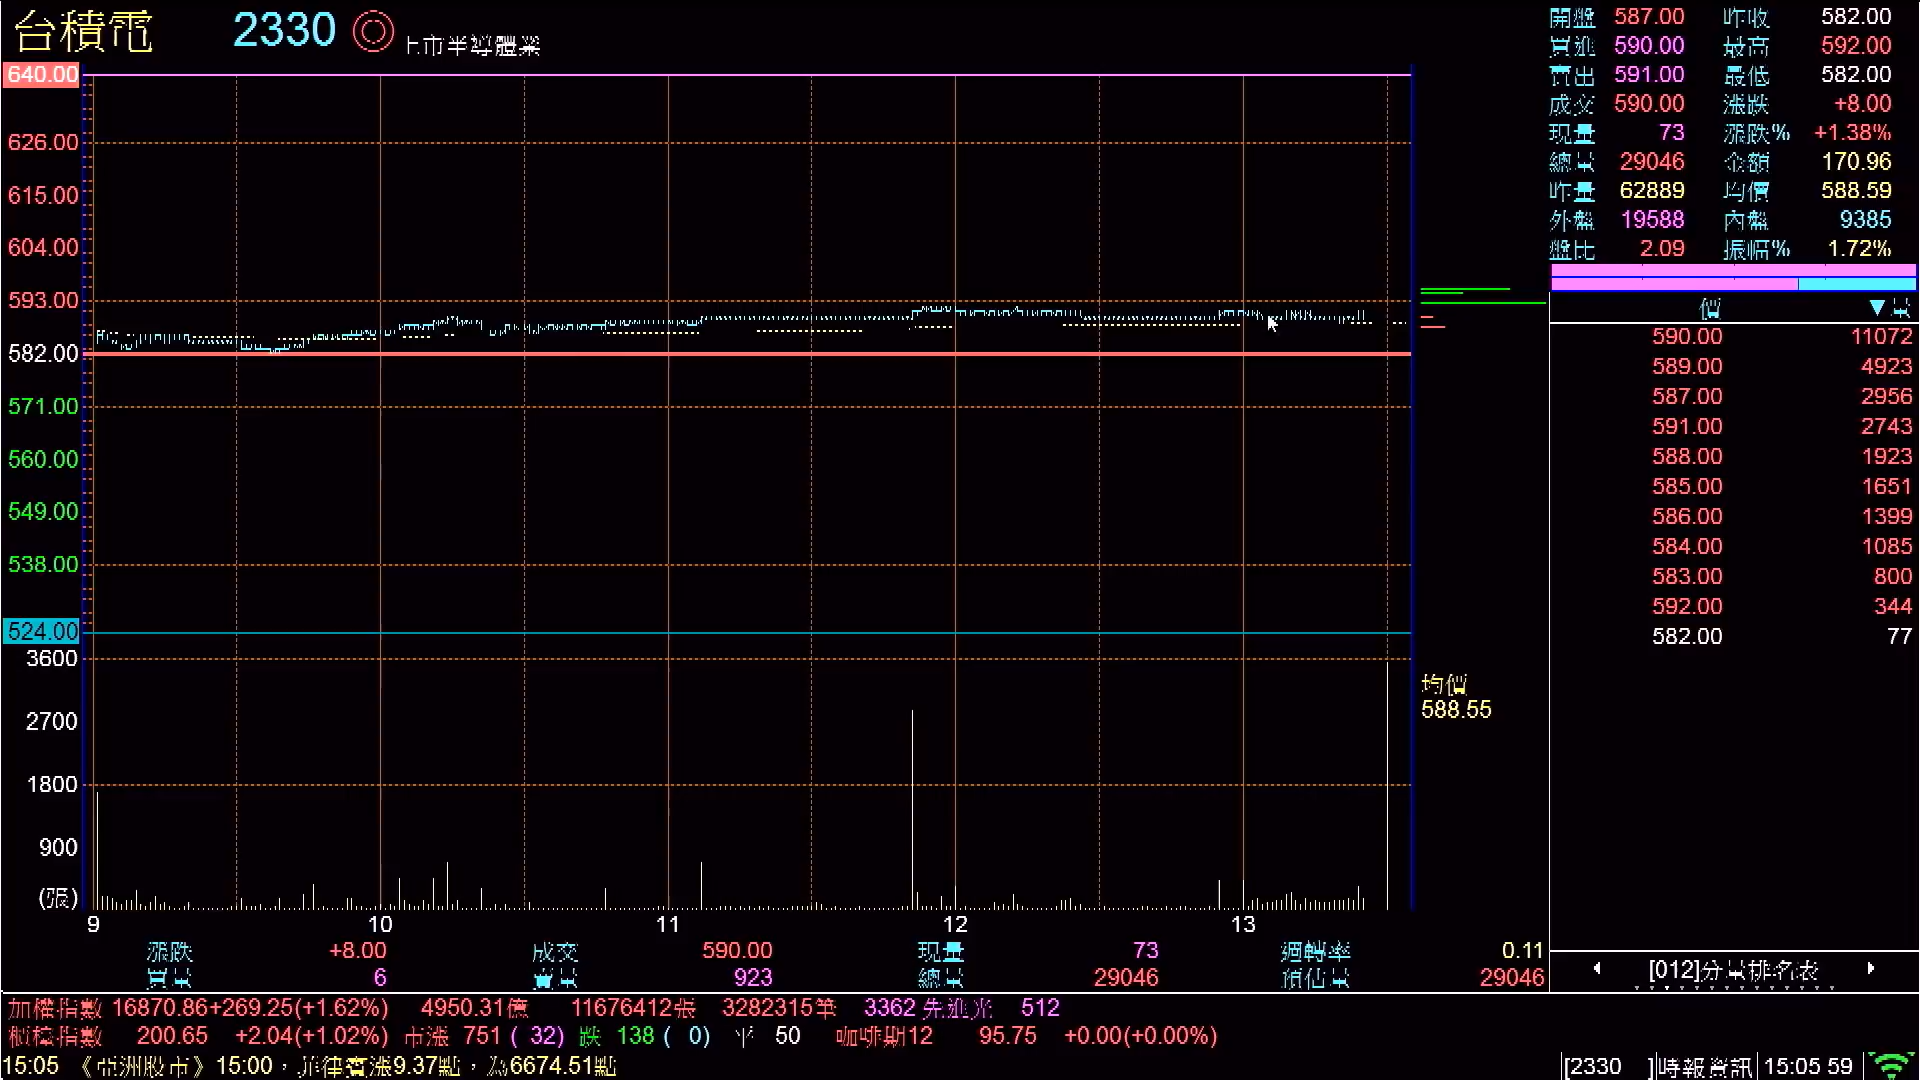 台積電 2330 上市半導體業
640.00
626.00
615.00
604.00
593.00
582.00
571.00
560.00
549.00
538.00
524.00
3600
2700
1800
900
(張)
9 10 11 12 13
均價
588.55
開盤 587.00 昨收 582.00
買進 590.00 最高 592.00
賣出 591.00 最低 582.00
成交 590.00 漲跌 +8.00
現量 73 漲跌% +1.38%
總量 29046 金額 170.96
昨量 62889 均價 588.59
外盤 19588 內盤 9385
盤比 2.09 振幅% 1.72%
價 ▼量
590.00 11072
589.00 4923
587.00 2956
591.00 2743
588.00 1923
585.00 1651
586.00 1399
584.00 1085
583.00 800
592.00 344
582.00 77
[012]分量排名表
漲跌 +8.00 成交 590.00 現量 73 週轉率 0.11
買量 6 賣量 923 總量 29046 預估量 29046
加權指數 16870.86+269.25(+1.62%) 4950.31億 11676412張 3282315筆 3362 先進光 512
櫃檯指數 200.65 +2.04(+1.02%) 市漲 751 ( 32) 跌 138 ( 0) 平 50 咖啡期12 95.75 +0.00(+0.00%)
15:05 《亞洲股市》15:00，菲律賓漲9.37點，為6674.51點 [2330 ]時報資訊 15:05 59